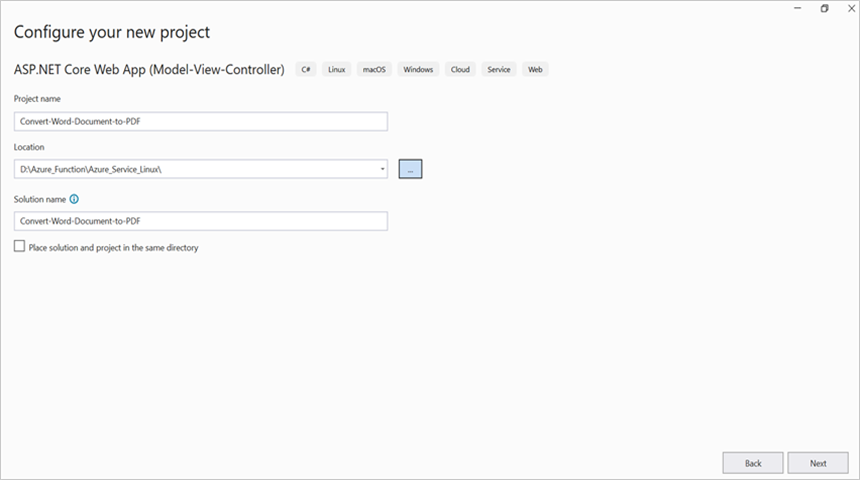 Configure your new project
ASP.NET Core Web App (Model-View-Controller) C# Linux macOS Windows Cloud Service Web
Project name
Convert-Word-Document-to-PDF
Location
D:\Azure_Function\Azure_Service_Linux\
...
Solution name
Convert-Word-Document-to-PDF
Place solution and project in the same directory
Back Next